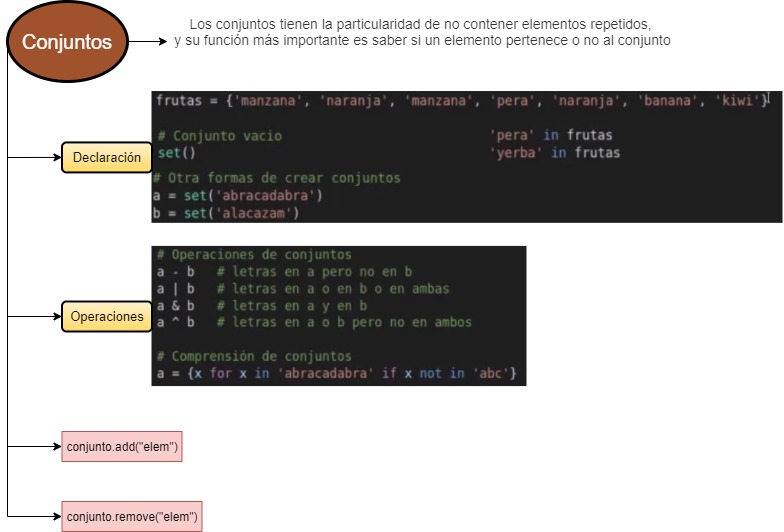 Conjuntos
Los conjuntos tienen la particularidad de no contener elementos repetidos,
y su función más importante es saber si un elemento pertenece o no al conjunto
Declaración
frutas = {'manzana', 'naranja', 'manzana', 'pera', 'naranja', 'banana', 'kiwi'}
# Conjunto vacio
set()
'pera' in frutas
'yerba' in frutas
# Otra formas de crear conjuntos
a = set('abracadabra')
b = set('alacazam')
Operaciones
# Operaciones de conjuntos
a - b # letras en a pero no en b
a | b # letras en a o en b o en ambas
a & b # letras en a y en b
a ^ b # letras en a o b pero no en ambos
# Comprensión de conjuntos
a = {x for x in 'abracadabra' if x not in 'abc'}
conjunto.add("elem")
conjunto.remove("elem")